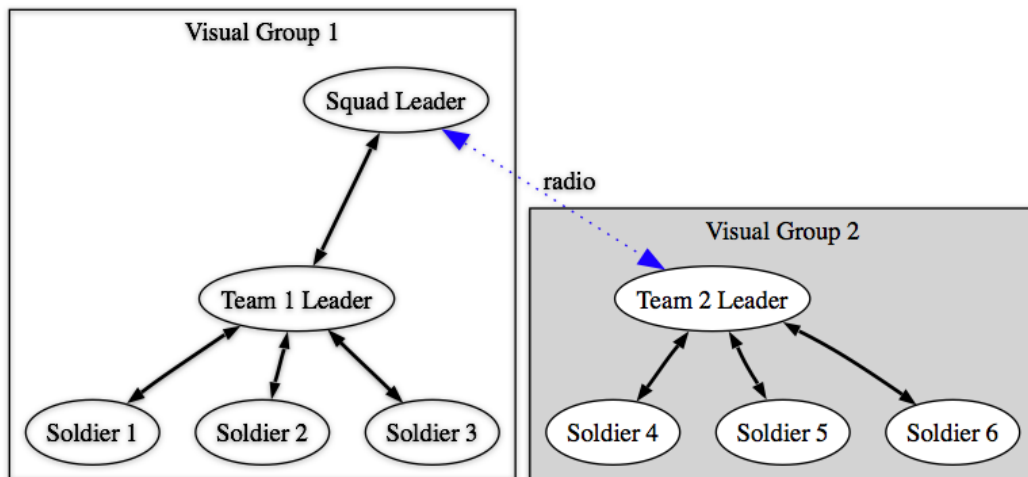 Visual Group 1
Squad Leader
radio
Visual Group 2
Team 1 Leader
Team 2 Leader
Soldier 1
Soldier 2
Soldier 3
Soldier 4
Soldier 5
Soldier 6